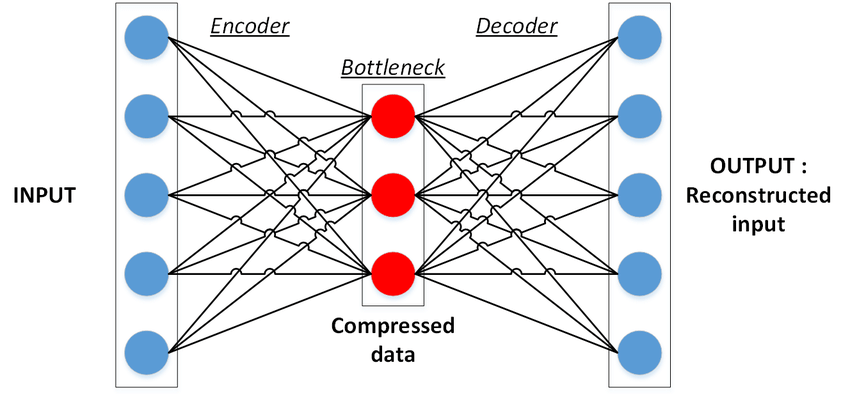 Encoder
Decoder
Bottleneck
INPUT
OUTPUT :
Reconstructed
input
Compressed
data